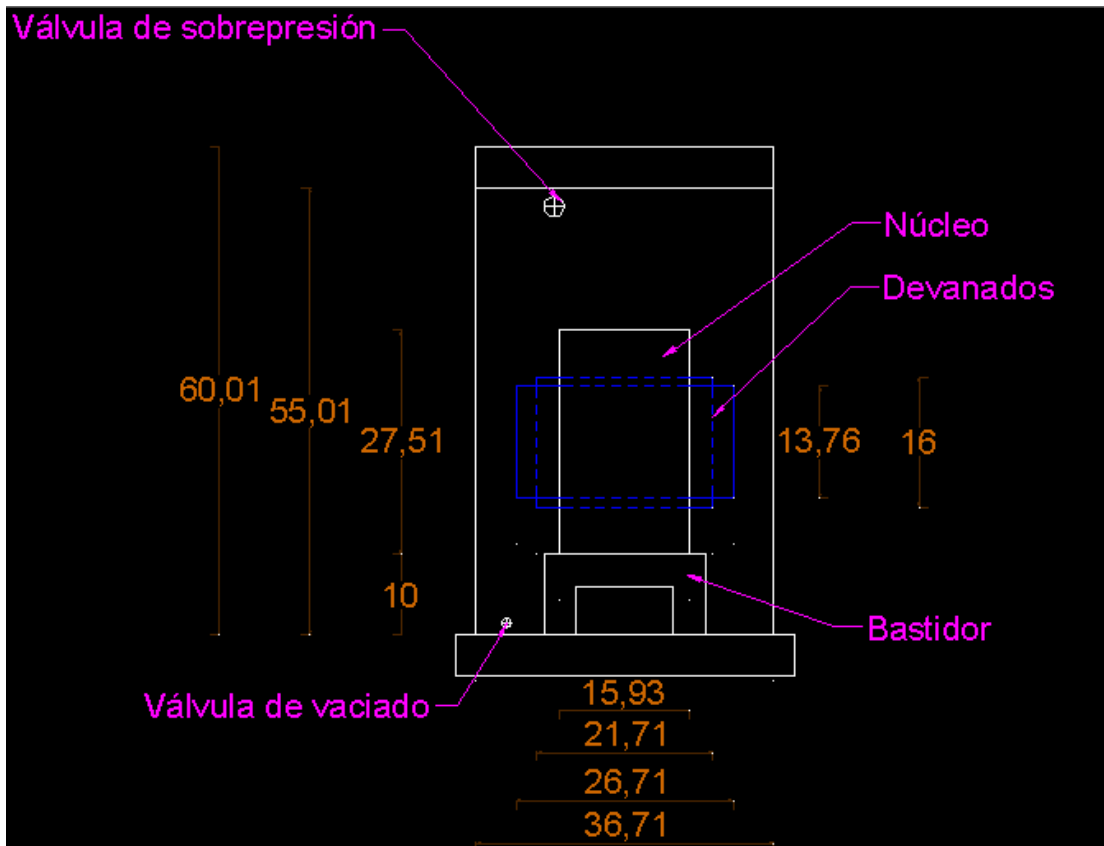 Válvula de sobrepresión
Núcleo
Devanados
60,01
55,01
27,51
13,76
16
10
Bastidor
Válvula de vaciado
15,93
21,71
26,71
36,71